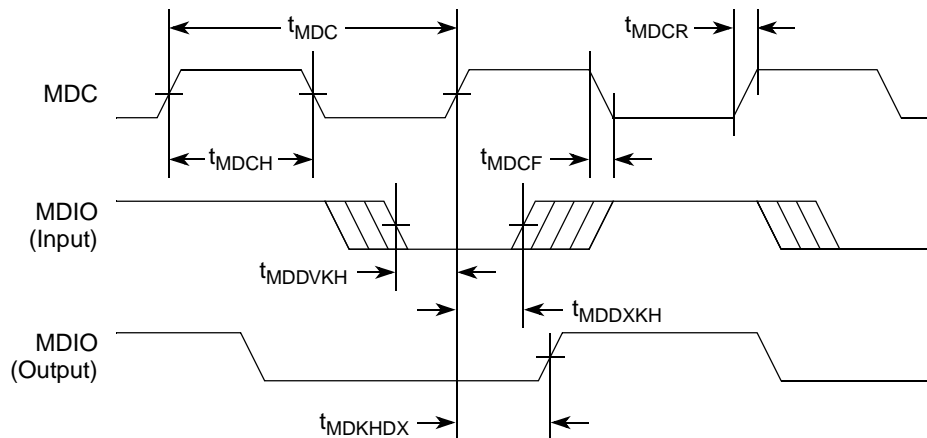 tMDC
tMDCR
MDC
tMDCH
tMDCF
MDIO
(Input)
tMDDVKH
tMDDXKH
MDIO
(Output)
tMDKHDX